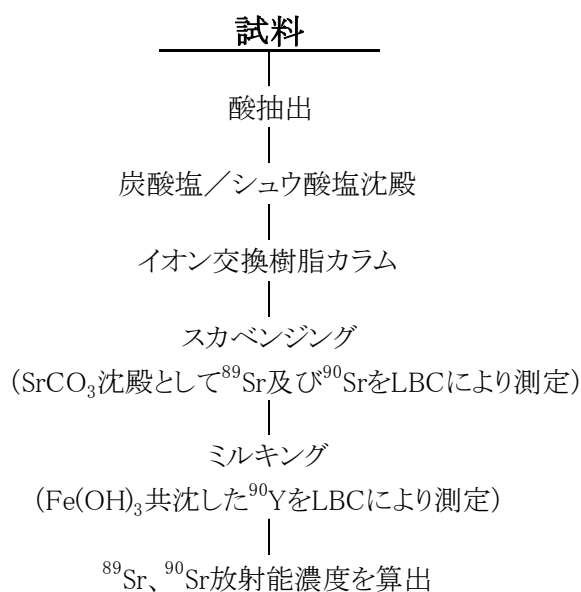 試料
酸抽出
炭酸塩／シュウ酸塩沈殿
イオン交換樹脂カラム
スカベンジング
（SrCO₃沈殿として⁸⁹Sr及び⁹⁰SrをLBCにより測定）
ミルキング
（Fe(OH)₃共沈した⁹⁰YをLBCにより測定）
⁸⁹Sr、⁹⁰Sr放射能濃度を算出